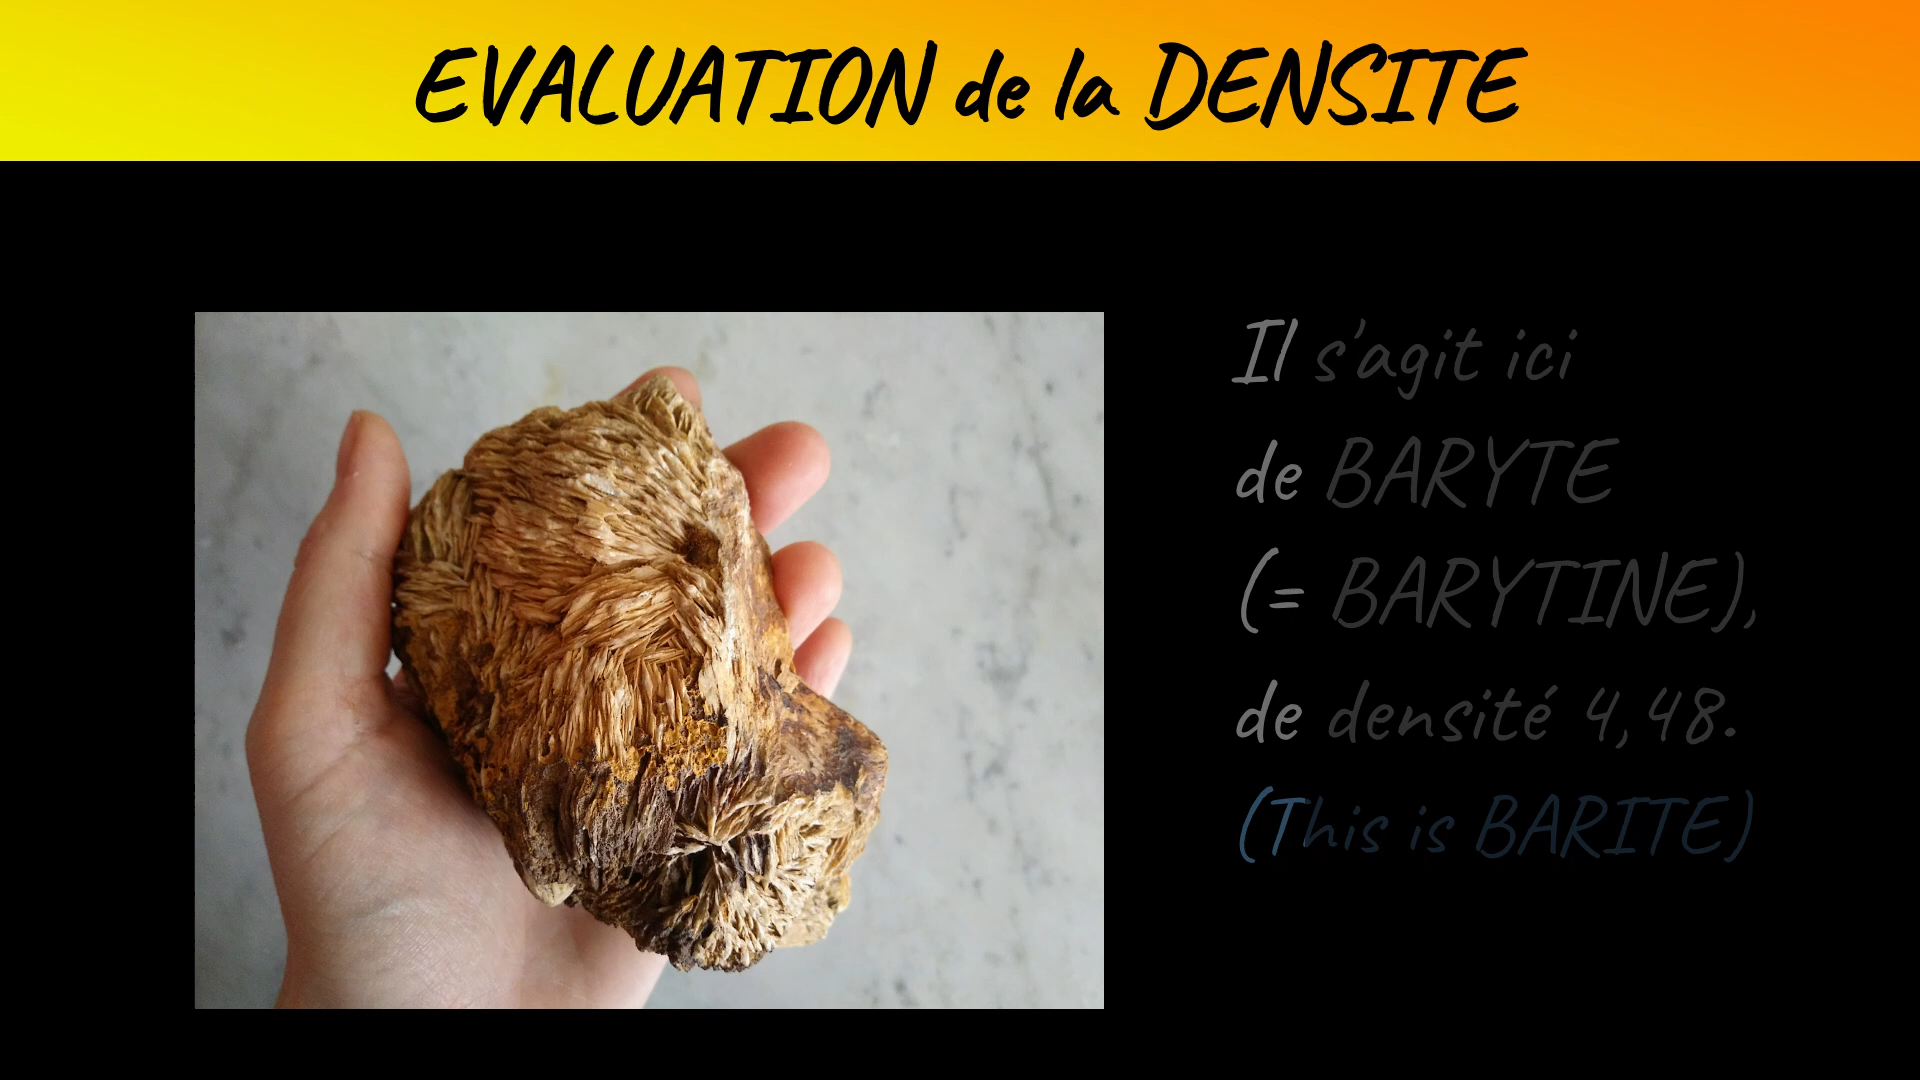 EVALUATION de la DENSITE
Il s'agit ici
de BARYTE
(= BARYTINE),
de densité 4,48.
(This is BARITE)